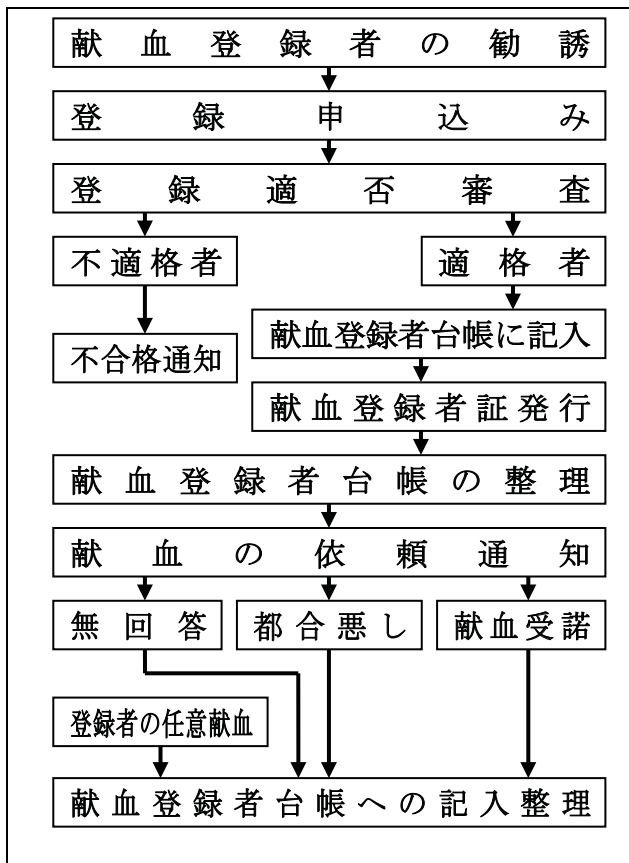 献血登録者の勧誘
登録申込み
登録適否審査
不適格者
適格者
献血登録者台帳に記入
不合格通知
献血登録者証発行
献血登録者台帳の整理
献血の依頼通知
無回答
都合悪し
献血受諾
登録者の任意献血
献血登録者台帳への記入整理